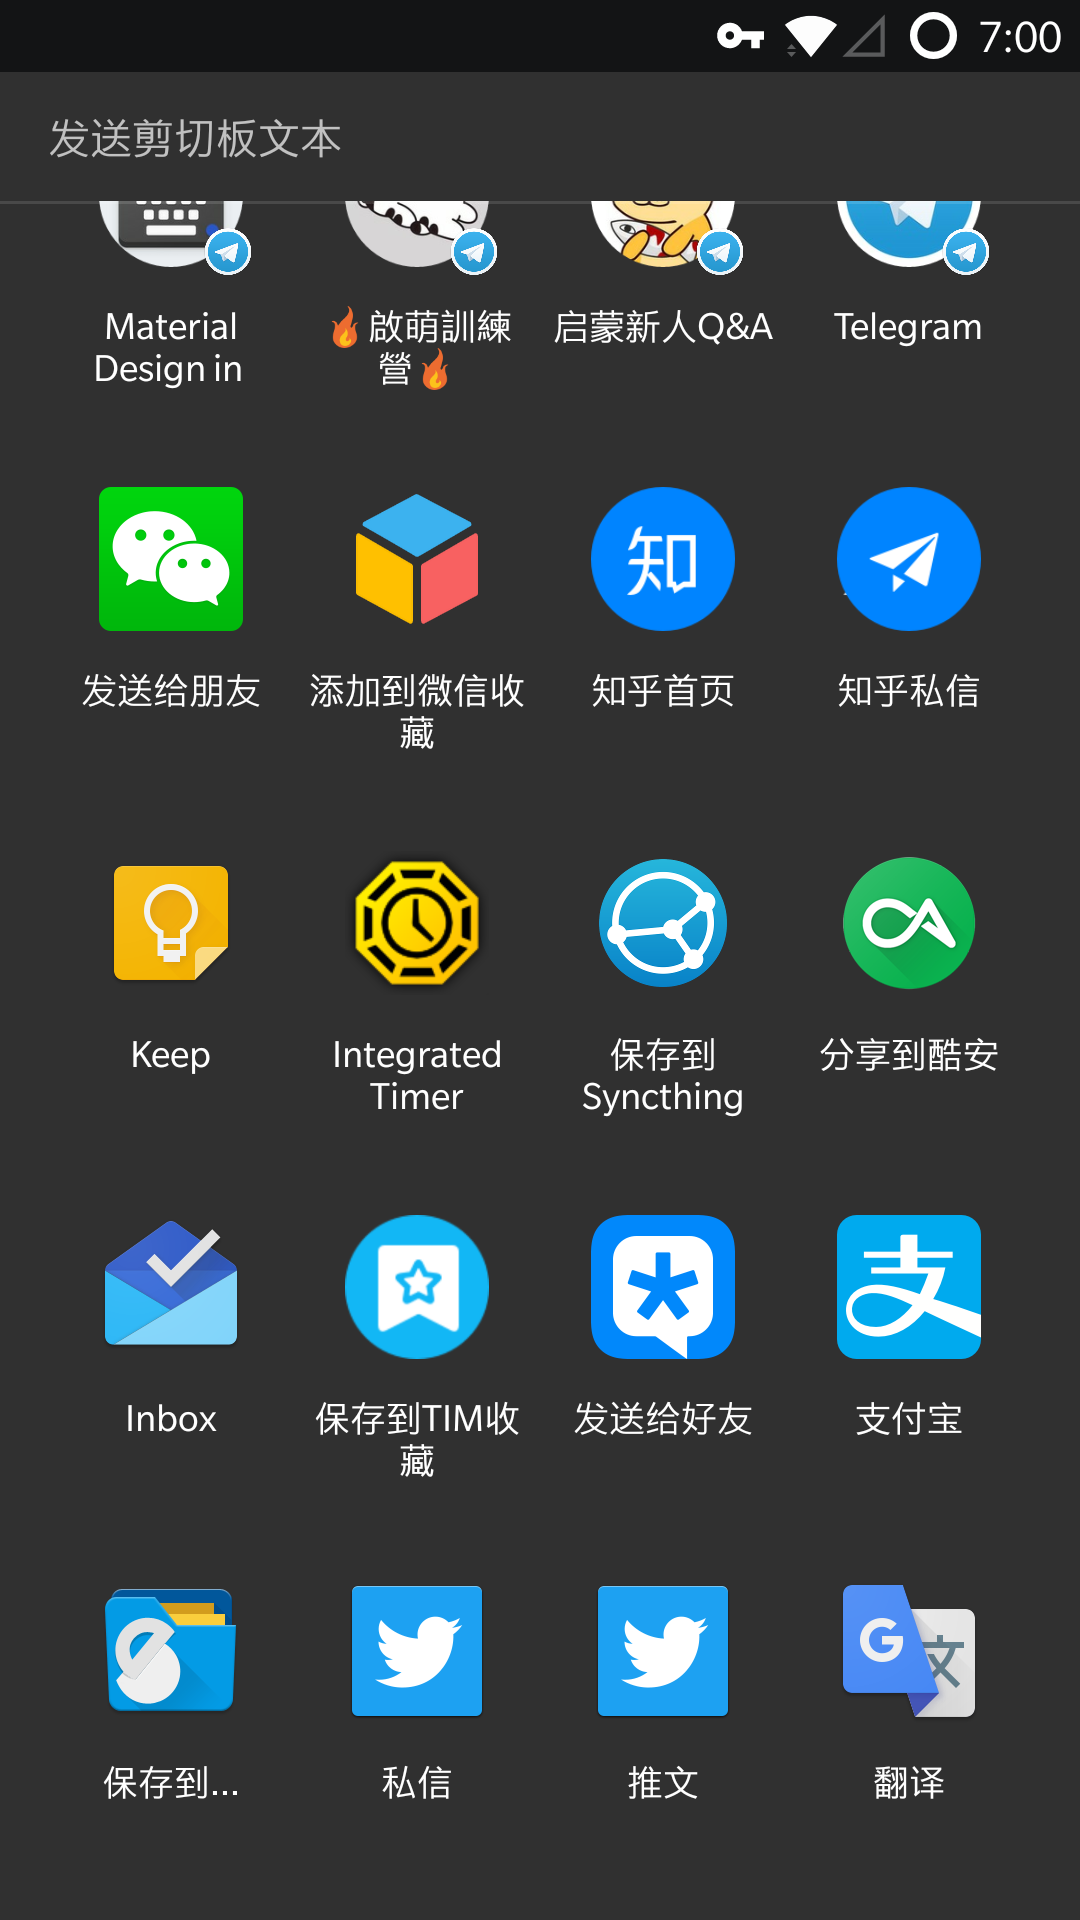 7:00
发送剪切板文本
Material
Design in
🔥啟萌訓練
營🔥
启蒙新人Q&A
Telegram
知
发送给朋友
添加到微信收
藏
知乎首页
知乎私信
Keep
Integrated
Timer
保存到
Syncthing
分享到酷安
支
Inbox
保存到TIM收
藏
发送给好友
支付宝
G
文
保存到...
私信
推文
翻译